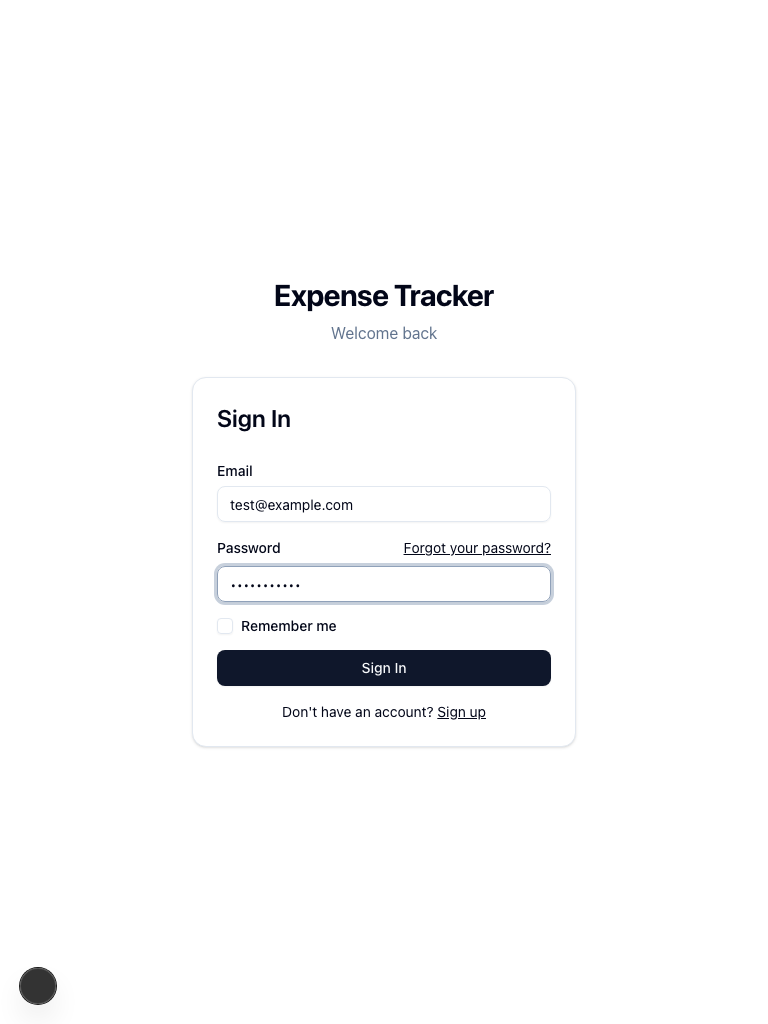 Expense Tracker
Welcome back
Sign In
Email
test@example.com
Password Forgot your password?
•••••••••••
Remember me
Sign In
Don't have an account? Sign up